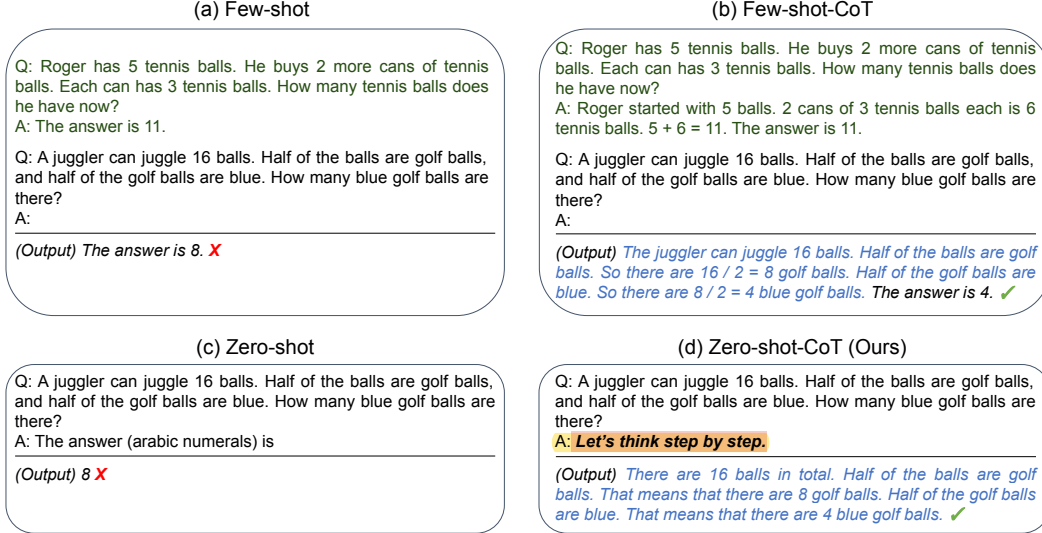 (a) Few-shot
Q: Roger has 5 tennis balls. He buys 2 more cans of tennis
balls. Each can has 3 tennis balls. How many tennis balls does
he have now?
A: The answer is 11.
Q: A juggler can juggle 16 balls. Half of the balls are golf balls,
and half of the golf balls are blue. How many blue golf balls are
there?
A:
(Output) The answer is 8. X
(b) Few-shot-CoT
Q: Roger has 5 tennis balls. He buys 2 more cans of tennis
balls. Each can has 3 tennis balls. How many tennis balls does
he have now?
A: Roger started with 5 balls. 2 cans of 3 tennis balls each is 6
tennis balls. 5 + 6 = 11. The answer is 11.
Q: A juggler can juggle 16 balls. Half of the balls are golf balls,
and half of the golf balls are blue. How many blue golf balls are
there?
A:
(Output) The juggler can juggle 16 balls. Half of the balls are golf
balls. So there are 16 / 2 = 8 golf balls. Half of the golf balls are
blue. So there are 8 / 2 = 4 blue golf balls. The answer is 4. ✓
(c) Zero-shot
Q: A juggler can juggle 16 balls. Half of the balls are golf balls,
and half of the golf balls are blue. How many blue golf balls are
there?
A: The answer (arabic numerals) is
(Output) 8 X
(d) Zero-shot-CoT (Ours)
Q: A juggler can juggle 16 balls. Half of the balls are golf balls,
and half of the golf balls are blue. How many blue golf balls are
there?
A: Let's think step by step.
(Output) There are 16 balls in total. Half of the balls are golf
balls. That means that there are 8 golf balls. Half of the golf balls
are blue. That means that there are 4 blue golf balls. ✓